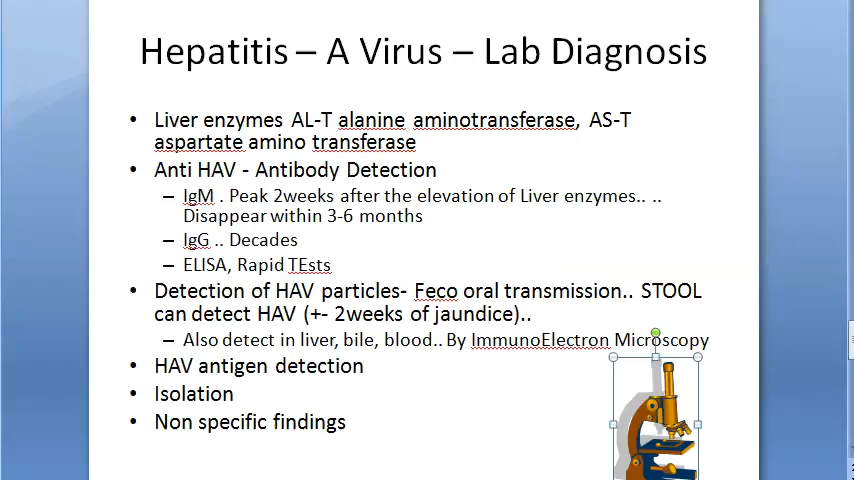 Hepatitis – A Virus – Lab Diagnosis
• Liver enzymes AL-T alanine aminotransferase, AS-T
aspartate amino transferase
• Anti HAV - Antibody Detection
– IgM . Peak 2weeks after the elevation of Liver enzymes.. ..
Disappear within 3-6 months
– IgG .. Decades
– ELISA, Rapid TEsts
• Detection of HAV particles- Feco oral transmission.. STOOL
can detect HAV (+- 2weeks of jaundice)..
– Also detect in liver, bile, blood.. By ImmunoElectron Microscopy
• HAV antigen detection
• Isolation
• Non specific findings